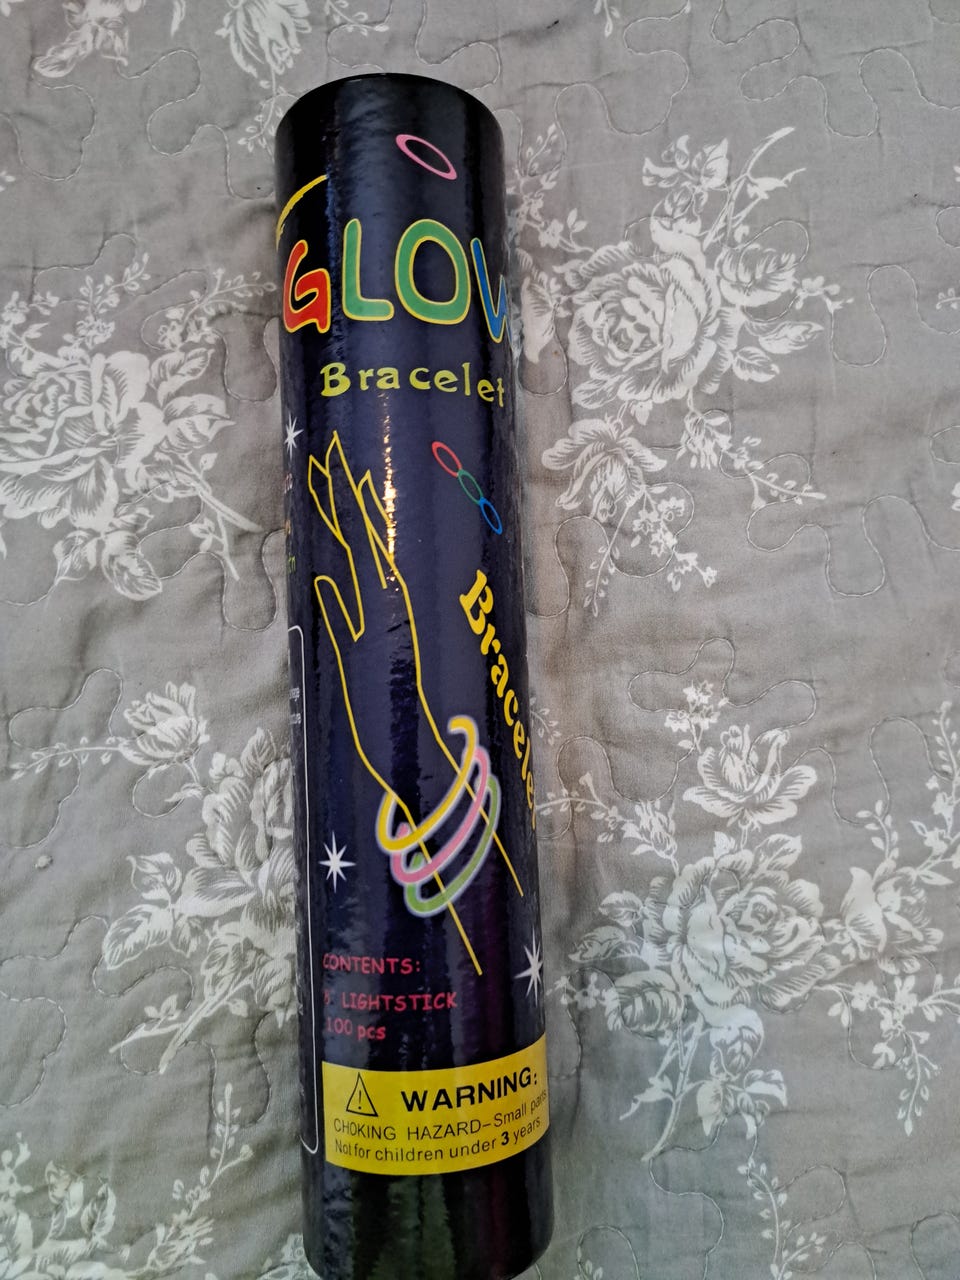 GLOW
Bracelet
Bracelet
CONTENTS:
LIGHTSTICK
100 pcs
WARNING:
CHOKING HAZARD-Small parts
Not for children under 3 years